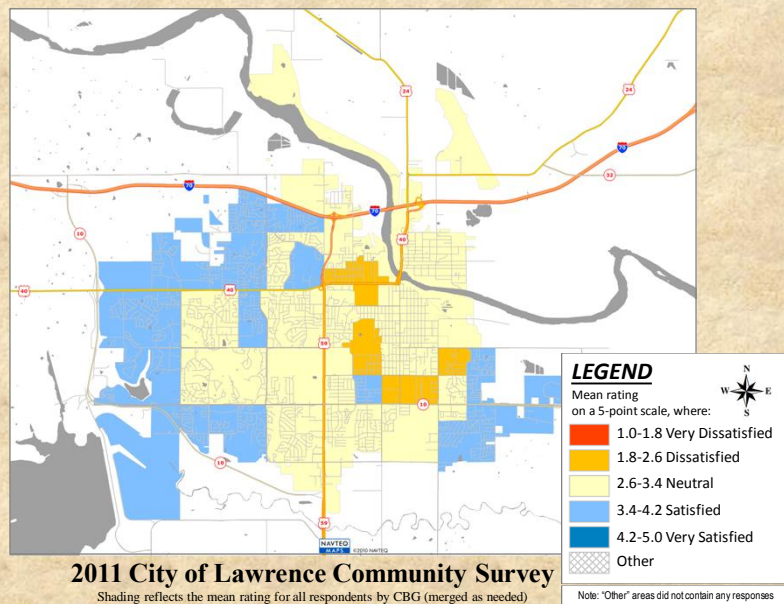 24
24
70
70
32
70
10
40
40
40
59
10
10
59
NAVTEQ
MAPS ©2010 NAVTEQ
LEGEND
Mean rating
on a 5-point scale, where:
N
W E
S
1.0-1.8 Very Dissatisfied
1.8-2.6 Dissatisfied
2.6-3.4 Neutral
3.4-4.2 Satisfied
4.2-5.0 Very Satisfied
Other
2011 City of Lawrence Community Survey
Shading reflects the mean rating for all respondents by CBG (merged as needed)
Note: "Other" areas did not contain any responses